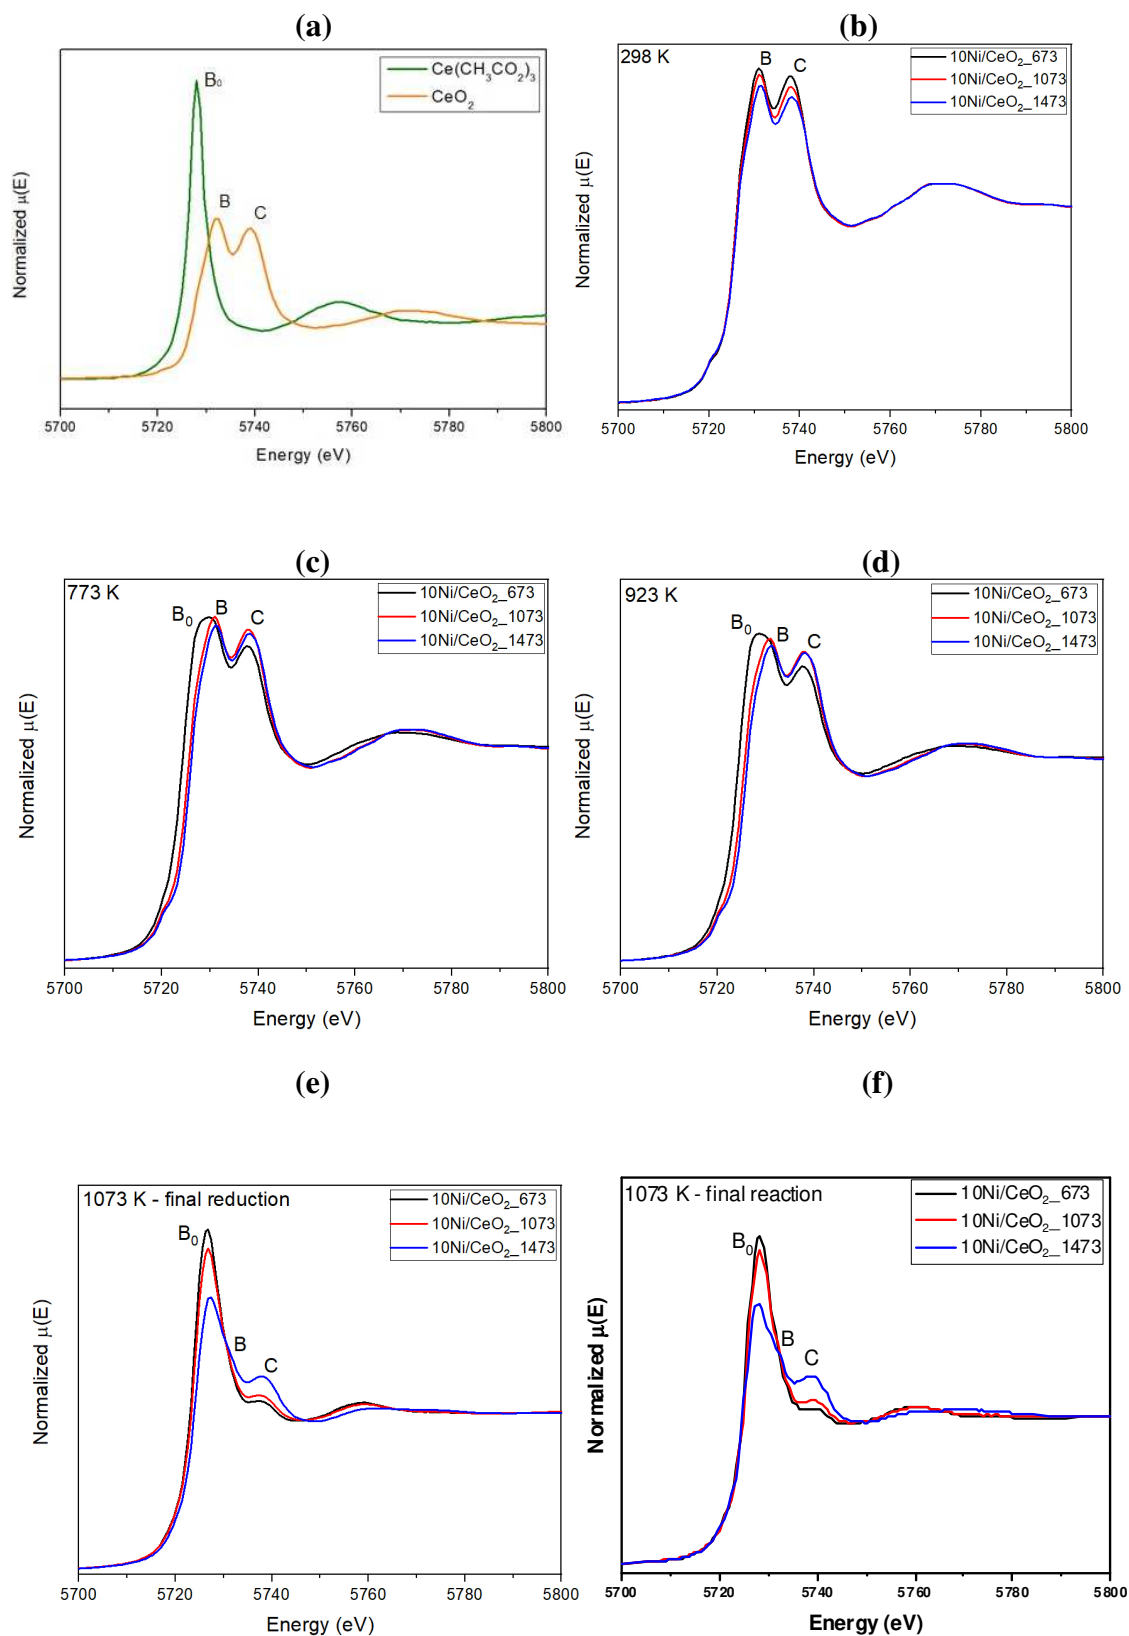 (a)
B₀
B
C
Ce(CH₃CO₂)₃
CeO₂
Normalized μ(E)
5700 5720 5740 5760 5780 5800
Energy (eV)
(b)
298 K
B
C
10Ni/CeO₂_673
10Ni/CeO₂_1073
10Ni/CeO₂_1473
Normalized μ(E)
5700 5720 5740 5760 5780 5800
Energy (eV)
(c)
773 K
B₀
B
C
10Ni/CeO₂_673
10Ni/CeO₂_1073
10Ni/CeO₂_1473
Normalized μ(E)
5700 5720 5740 5760 5780 5800
Energy (eV)
(d)
923 K
B₀
B
C
10Ni/CeO₂_673
10Ni/CeO₂_1073
10Ni/CeO₂_1473
Normalized μ(E)
5700 5720 5740 5760 5780 5800
Energy (eV)
(e)
1073 K - final reduction
B₀
B
C
10Ni/CeO₂_673
10Ni/CeO₂_1073
10Ni/CeO₂_1473
Normalized μ(E)
5700 5720 5740 5760 5780 5800
Energy (eV)
(f)
1073 K - final reaction
B₀
B
C
10Ni/CeO₂_673
10Ni/CeO₂_1073
10Ni/CeO₂_1473
Normalized μ(E)
5700 5720 5740 5760 5780 5800
Energy (eV)